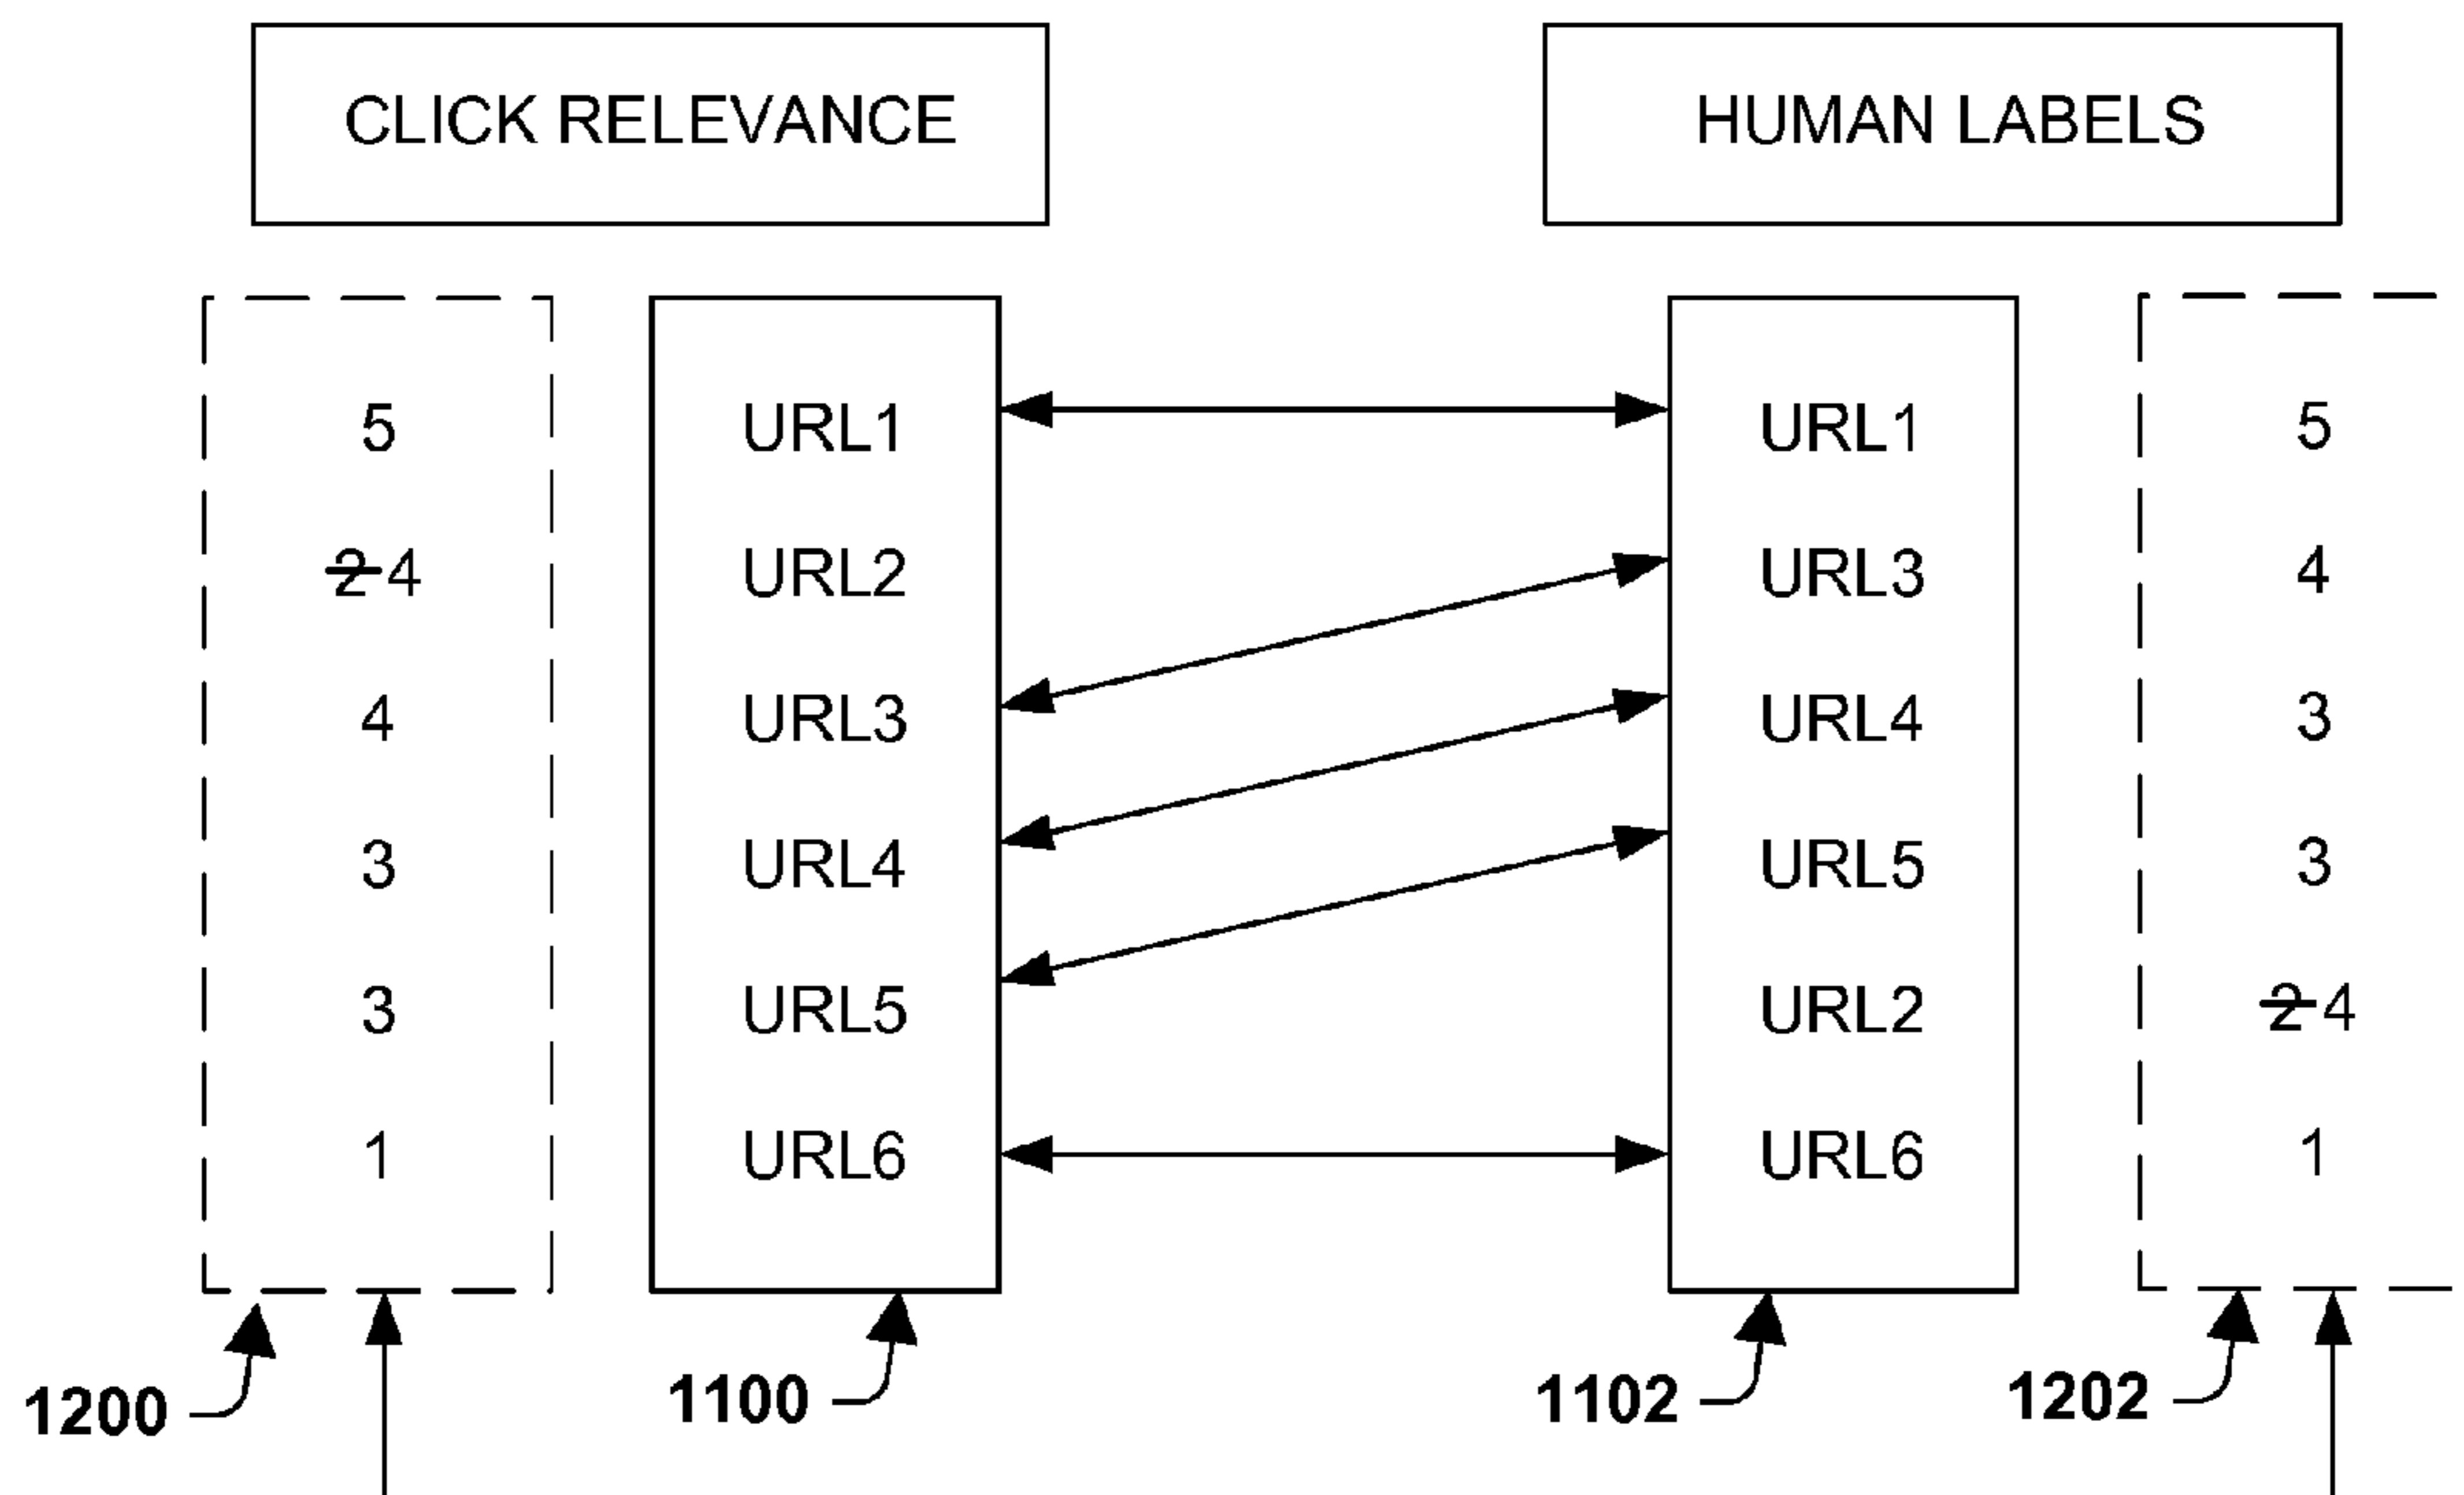 CLICK RELEVANCE HUMAN LABELS
5 URL1 URL1 5
2 4 URL2 URL3 4
4 URL3 URL4 3
3 URL4 URL5 3
3 URL5 URL2 2 4
1 URL6 URL6 1
1200 1100 1102 1202